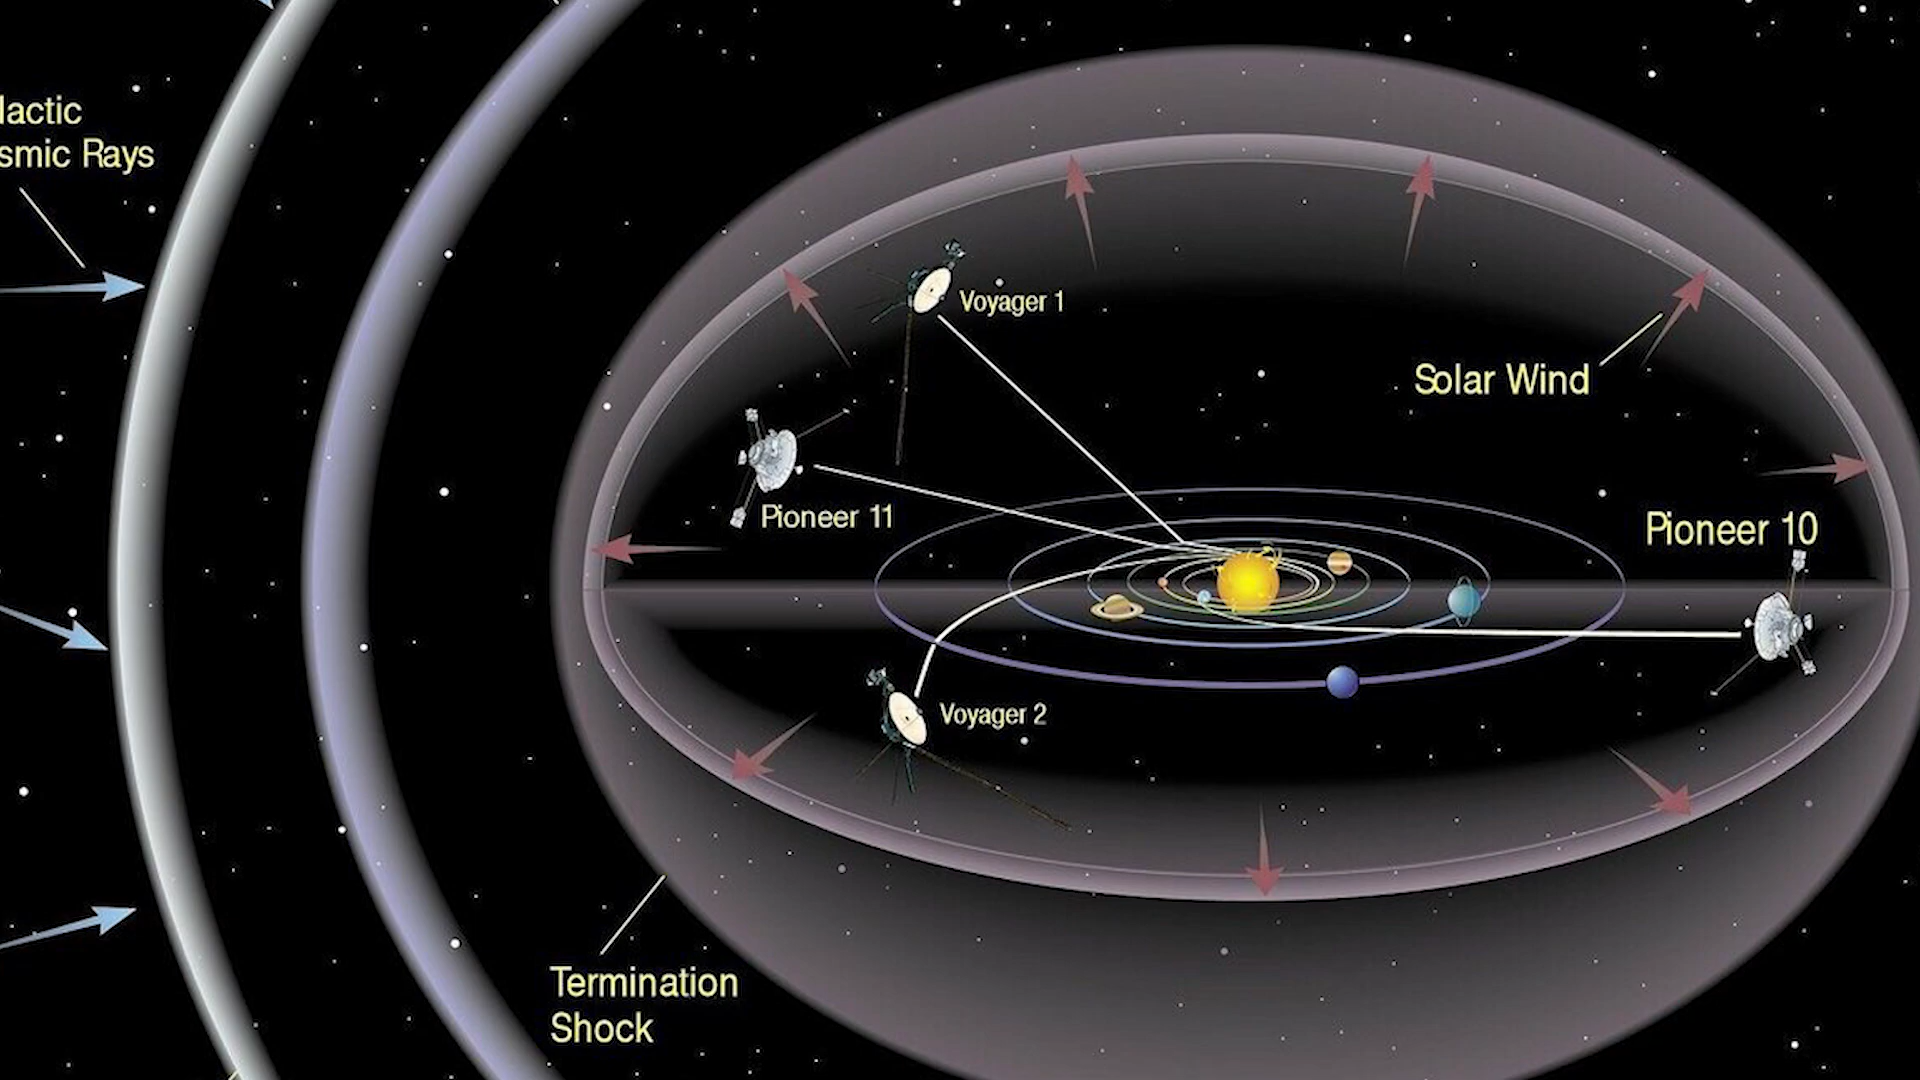 lactic
smic Rays
Voyager 1
Solar Wind
Pioneer 11
Pioneer 10
Voyager 2
Termination
Shock